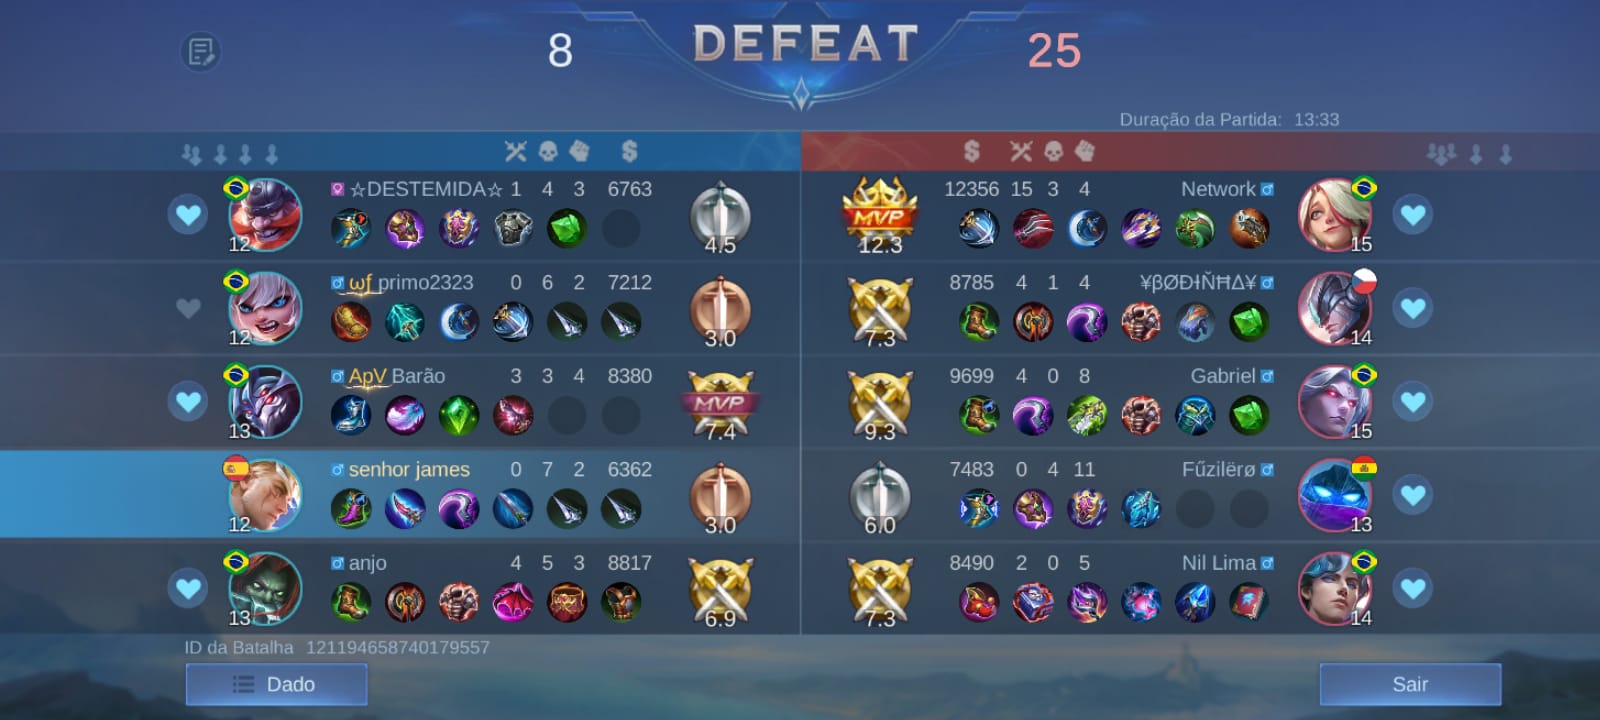 8 DEFEAT 25
Duração da Partida: 13:33
☆DESTEMIDA☆ 1 4 3 6763
12 4.5
MVP 12.3
12356 15 3 4 Network
15
ωƒ primo2323 0 6 2 7212
12 3.0
7.3
8785 4 1 4 ¥βØĐƗŇĦΔ¥
14
ApV Barão 3 3 4 8380
13 MVP 7.4
9.3
9699 4 0 8 Gabriel
15
senhor james 0 7 2 6362
12 3.0
6.0
7483 0 4 11 Fűzilërø
13
anjo 4 5 3 8817
13 6.9
7.3
8490 2 0 5 Nil Lima
14
ID da Batalha 121194658740179557
Dado
Sair